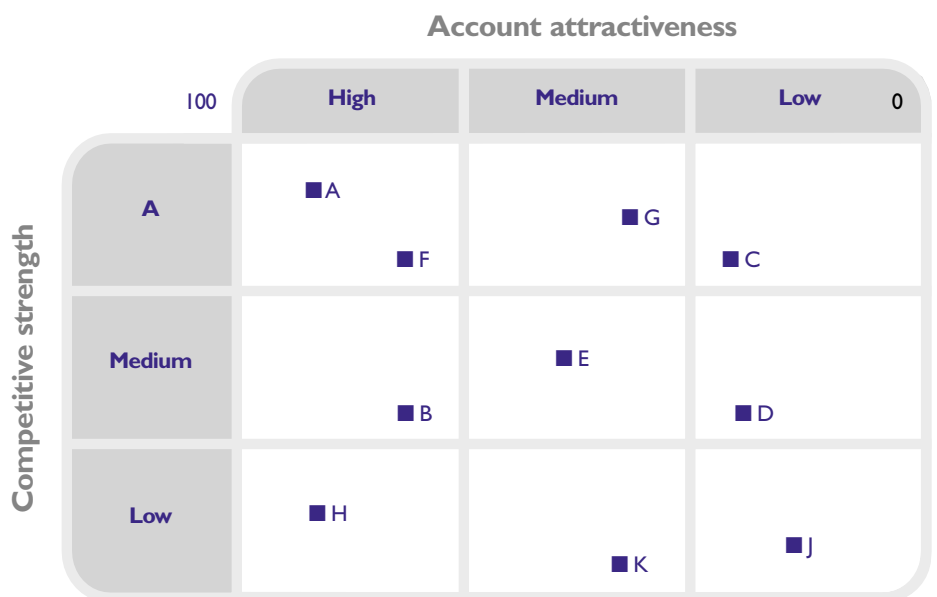 Account attractiveness
100 High Medium Low 0
Competitive strength
A
A
G
F
C
Medium
E
B
D
Low
H
J
K